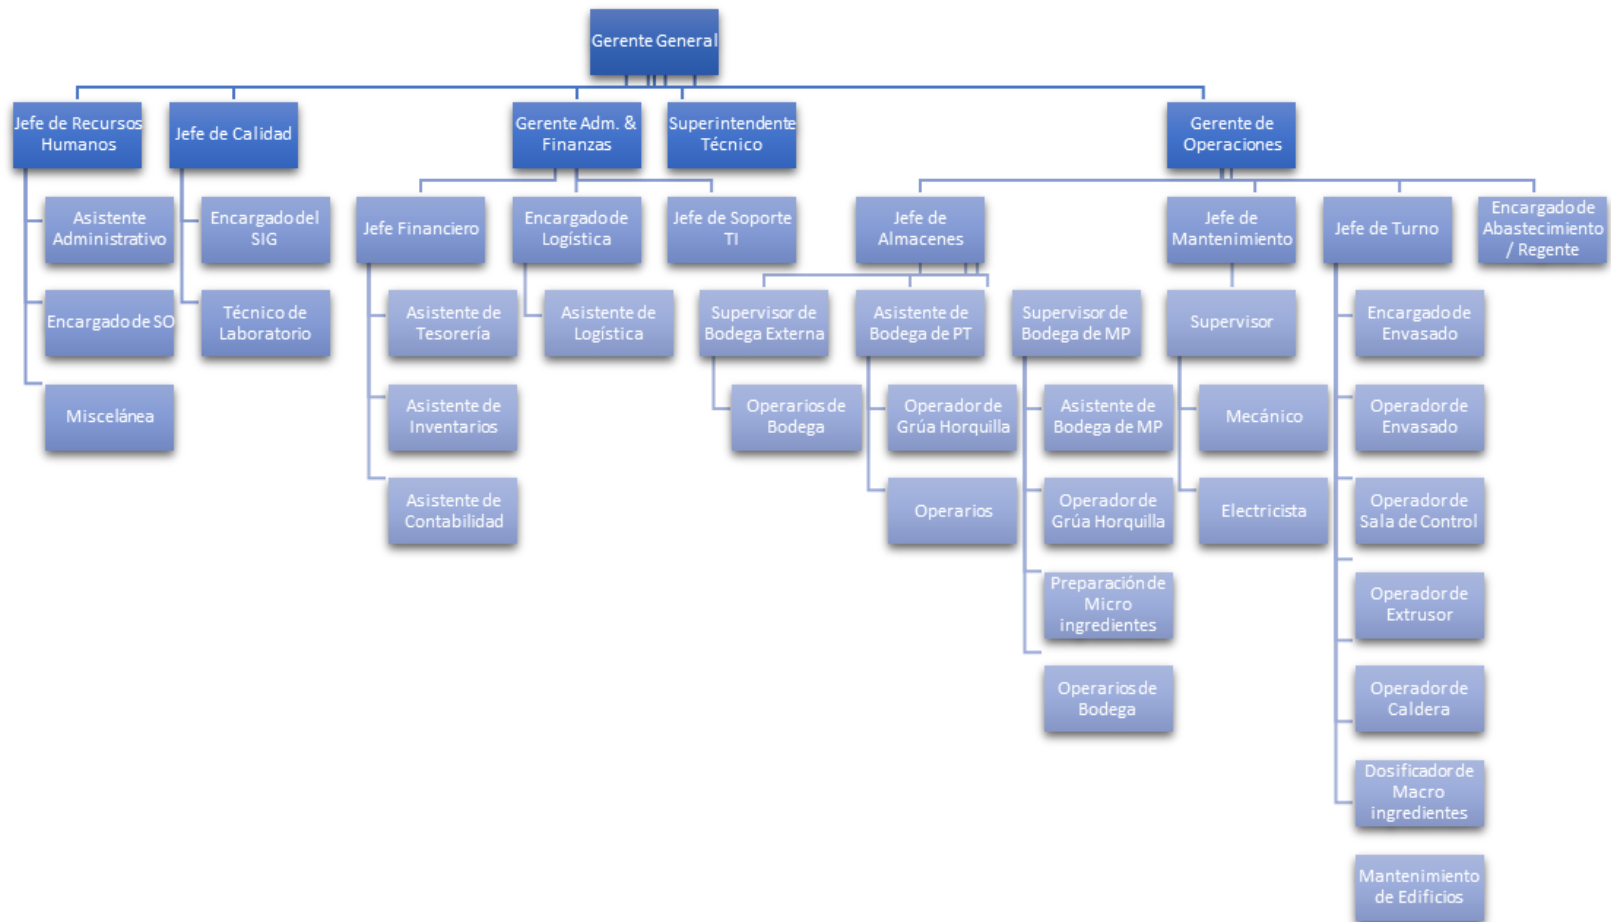 Gerente General
Jefe de Recursos
Humanos
Jefe de Calidad
Gerente Adm. &
Finanzas
Superintendente
Técnico
Gerente de
Operaciones
Asistente
Administrativo
Encargado del
SIG
Jefe Financiero
Encargado de
Logística
Jefe de Soporte
TI
Jefe de
Almacenes
Jefe de
Mantenimiento
Jefe de Turno
Encargado de
Abastecimiento
/ Regente
Encargado de SO
Técnico de
Laboratorio
Asistente de
Tesorería
Asistente de
Logística
Supervisor de
Bodega Externa
Asistente de
Bodega de PT
Supervisor de
Bodega de MP
Supervisor
Encargado de
Envasado
Miscelánea
Asistente de
Inventarios
Operarios de
Bodega
Operador de
Grúa Horquilla
Asistente de
Bodega de MP
Mecánico
Operador de
Envasado
Asistente de
Contabilidad
Operarios
Operador de
Grúa Horquilla
Electricista
Operador de
Sala de Control
Preparación de
Micro
ingredientes
Operador de
Extrusor
Operarios de
Bodega
Operador de
Caldera
Dosificador de
Macro
ingredientes
Mantenimiento
de Edificios